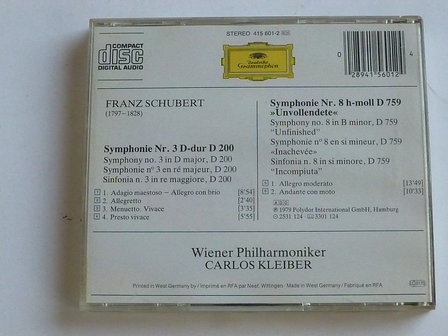 COMPACT
disc
DIGITAL AUDIO
STEREO 415 601-2
Deutsche
Grammophon
0 28941 56012 4
FRANZ SCHUBERT
(1797–1828)
Symphonie Nr. 3 D-dur D 200
Symphony no. 3 in D major, D 200
Symphonie n° 3 en ré majeur, D 200
Sinfonia n. 3 in re maggiore, D 200
1. Adagio maestoso – Allegro con brio [8'54]
2. Allegretto [2'40]
3. Menuetto. Vivace [3'35]
4. Presto vivace [5'55]
Symphonie Nr. 8 h-moll D 759
»Unvollendete«
Symphony no. 8 in B minor, D 759
“Unfinished”
Symphonie n° 8 en si mineur, D 759
«Inachevée»
Sinfonia n. 8 in si minore, D 759
“Incompiuta”
1. Allegro moderato [13'49]
2. Andante con moto [10'33]
ADD
℗ 1979 Polydor International GmbH, Hamburg
2531 124 3301 124
Wiener Philharmoniker
CARLOS KLEIBER
Printed in West Germany by / Imprimé en RFA par Neef, Wittingen · Made in West Germany / Fabriqué en RFA